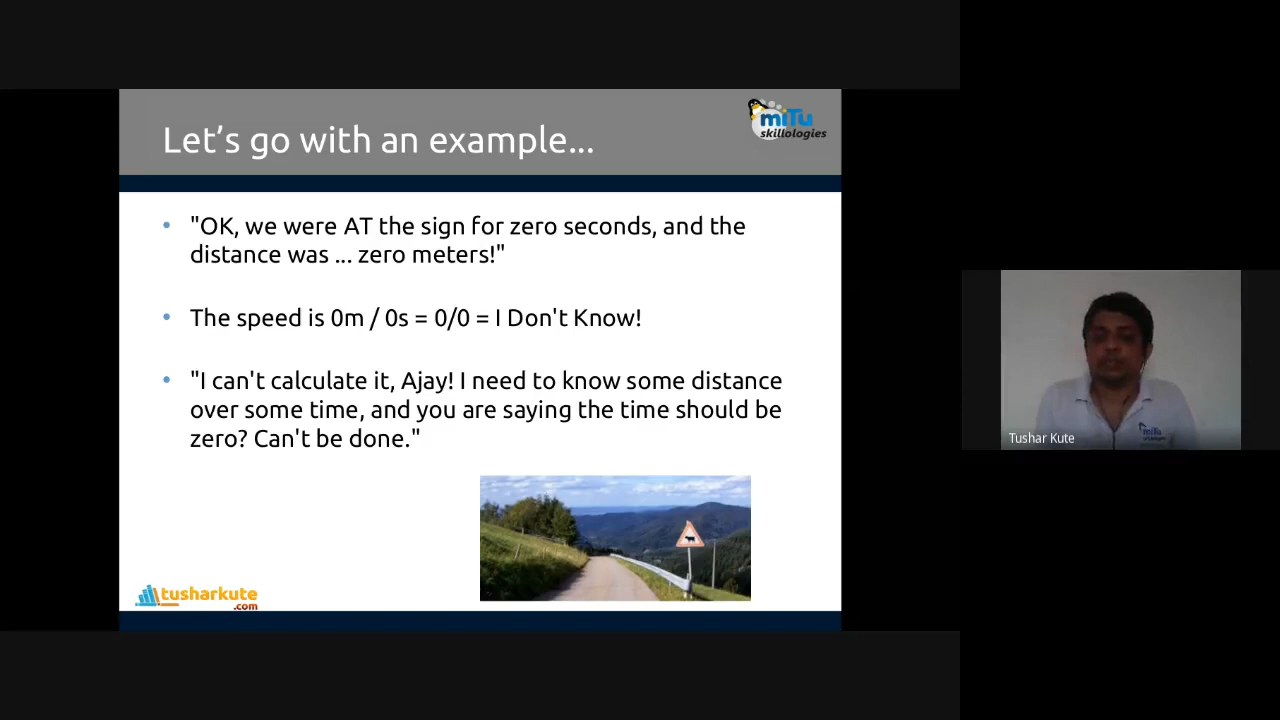 Let's go with an example...
miTu
skillologies
"OK, we were AT the sign for zero seconds, and the
distance was ... zero meters!"
The speed is 0m / 0s = 0/0 = I Don't Know!
"I can't calculate it, Ajay! I need to know some distance
over some time, and you are saying the time should be
zero? Can't be done."
tusharkute
.com
miTu
Tushar Kute